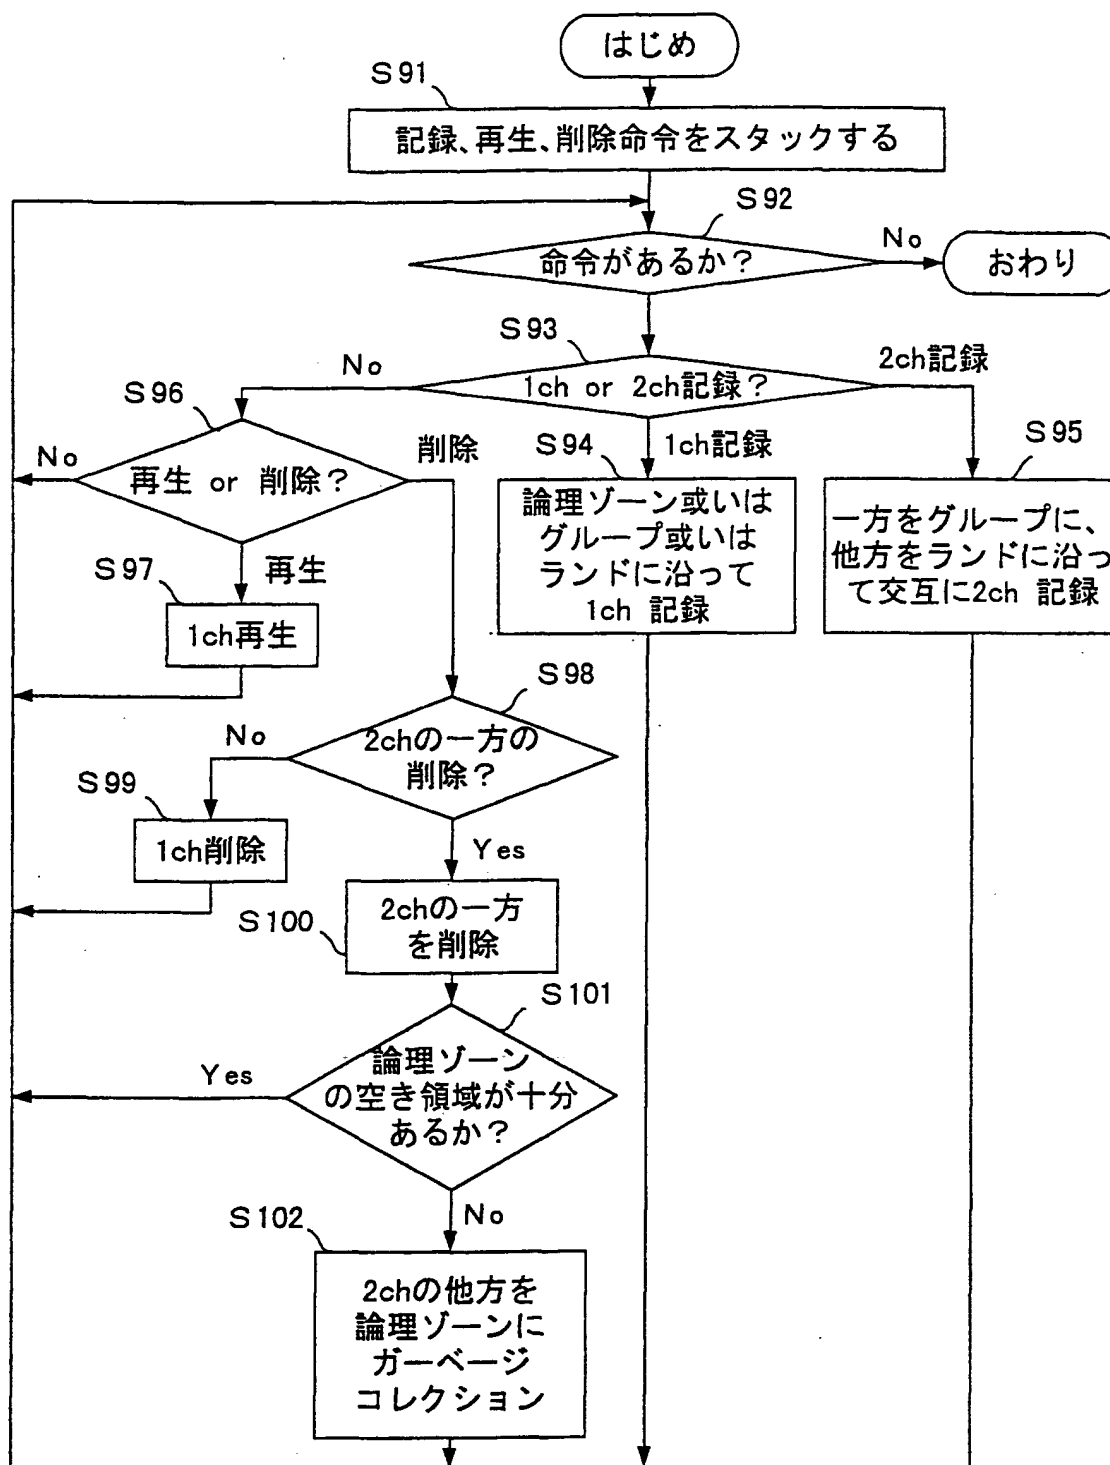 はじめ
S91
記録、再生、削除命令をスタックする
S92
命令があるか?
No
おわり
S93
No
1ch or 2ch記録?
2ch記録
S96
No
再生 or 削除?
削除
S94
1ch記録
S95
論理ゾーン或いは
グループ或いは
ランドに沿って
1ch 記録
一方をグループに、
他方をランドに沿っ
て交互に2ch 記録
S97
再生
1ch再生
S98
No
2chの一方の
削除?
S99
1ch削除
Yes
S100
2chの一方
を削除
S101
Yes
論理ゾーン
の空き領域が十分
あるか?
No
S102
2chの他方を
論理ゾーンに
ガーベージ
コレクション